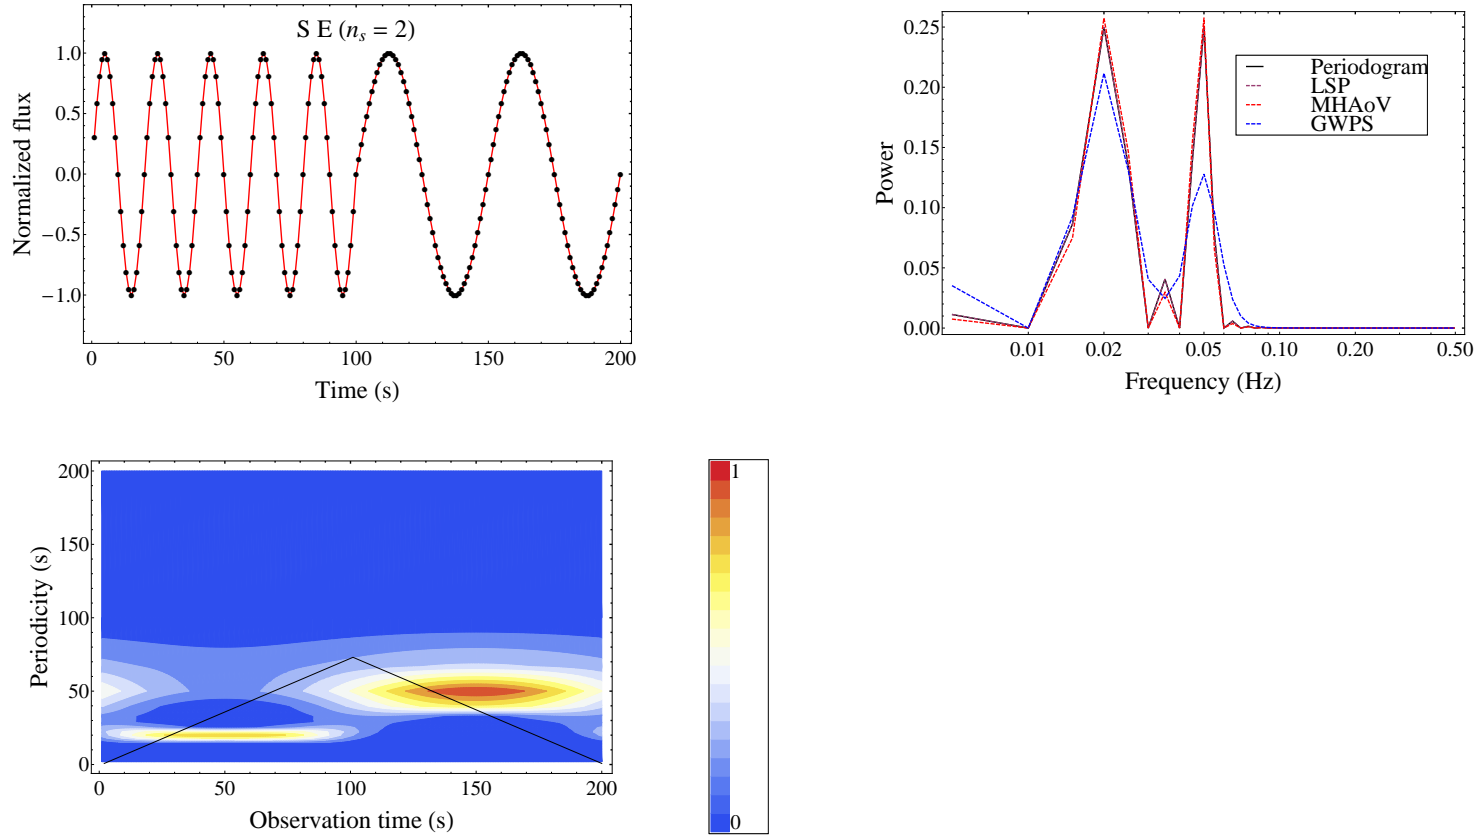 S E (nₛ = 2)
1.0
0.5
0.0
−0.5
−1.0
Normalized flux
0 50 100 150 200
Time (s)
0.25
0.20
0.15
0.10
0.05
0.00
Power
Periodogram
LSP
MHAoV
GWPS
0.01 0.02 0.05 0.10 0.20 0.50
Frequency (Hz)
200
150
100
50
0
Periodicity (s)
0 50 100 150 200
Observation time (s)
1
0